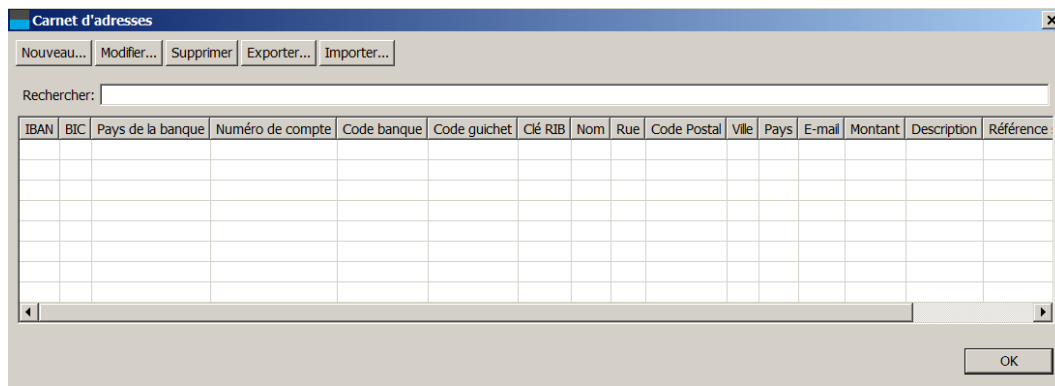 Carnet d'adresses
Nouveau... Modifier... Supprimer Exporter... Importer...
Rechercher:
IBAN BIC Pays de la banque Numéro de compte Code banque Code guichet Clé RIB Nom Rue Code Postal Ville Pays E-mail Montant Description Référence
OK